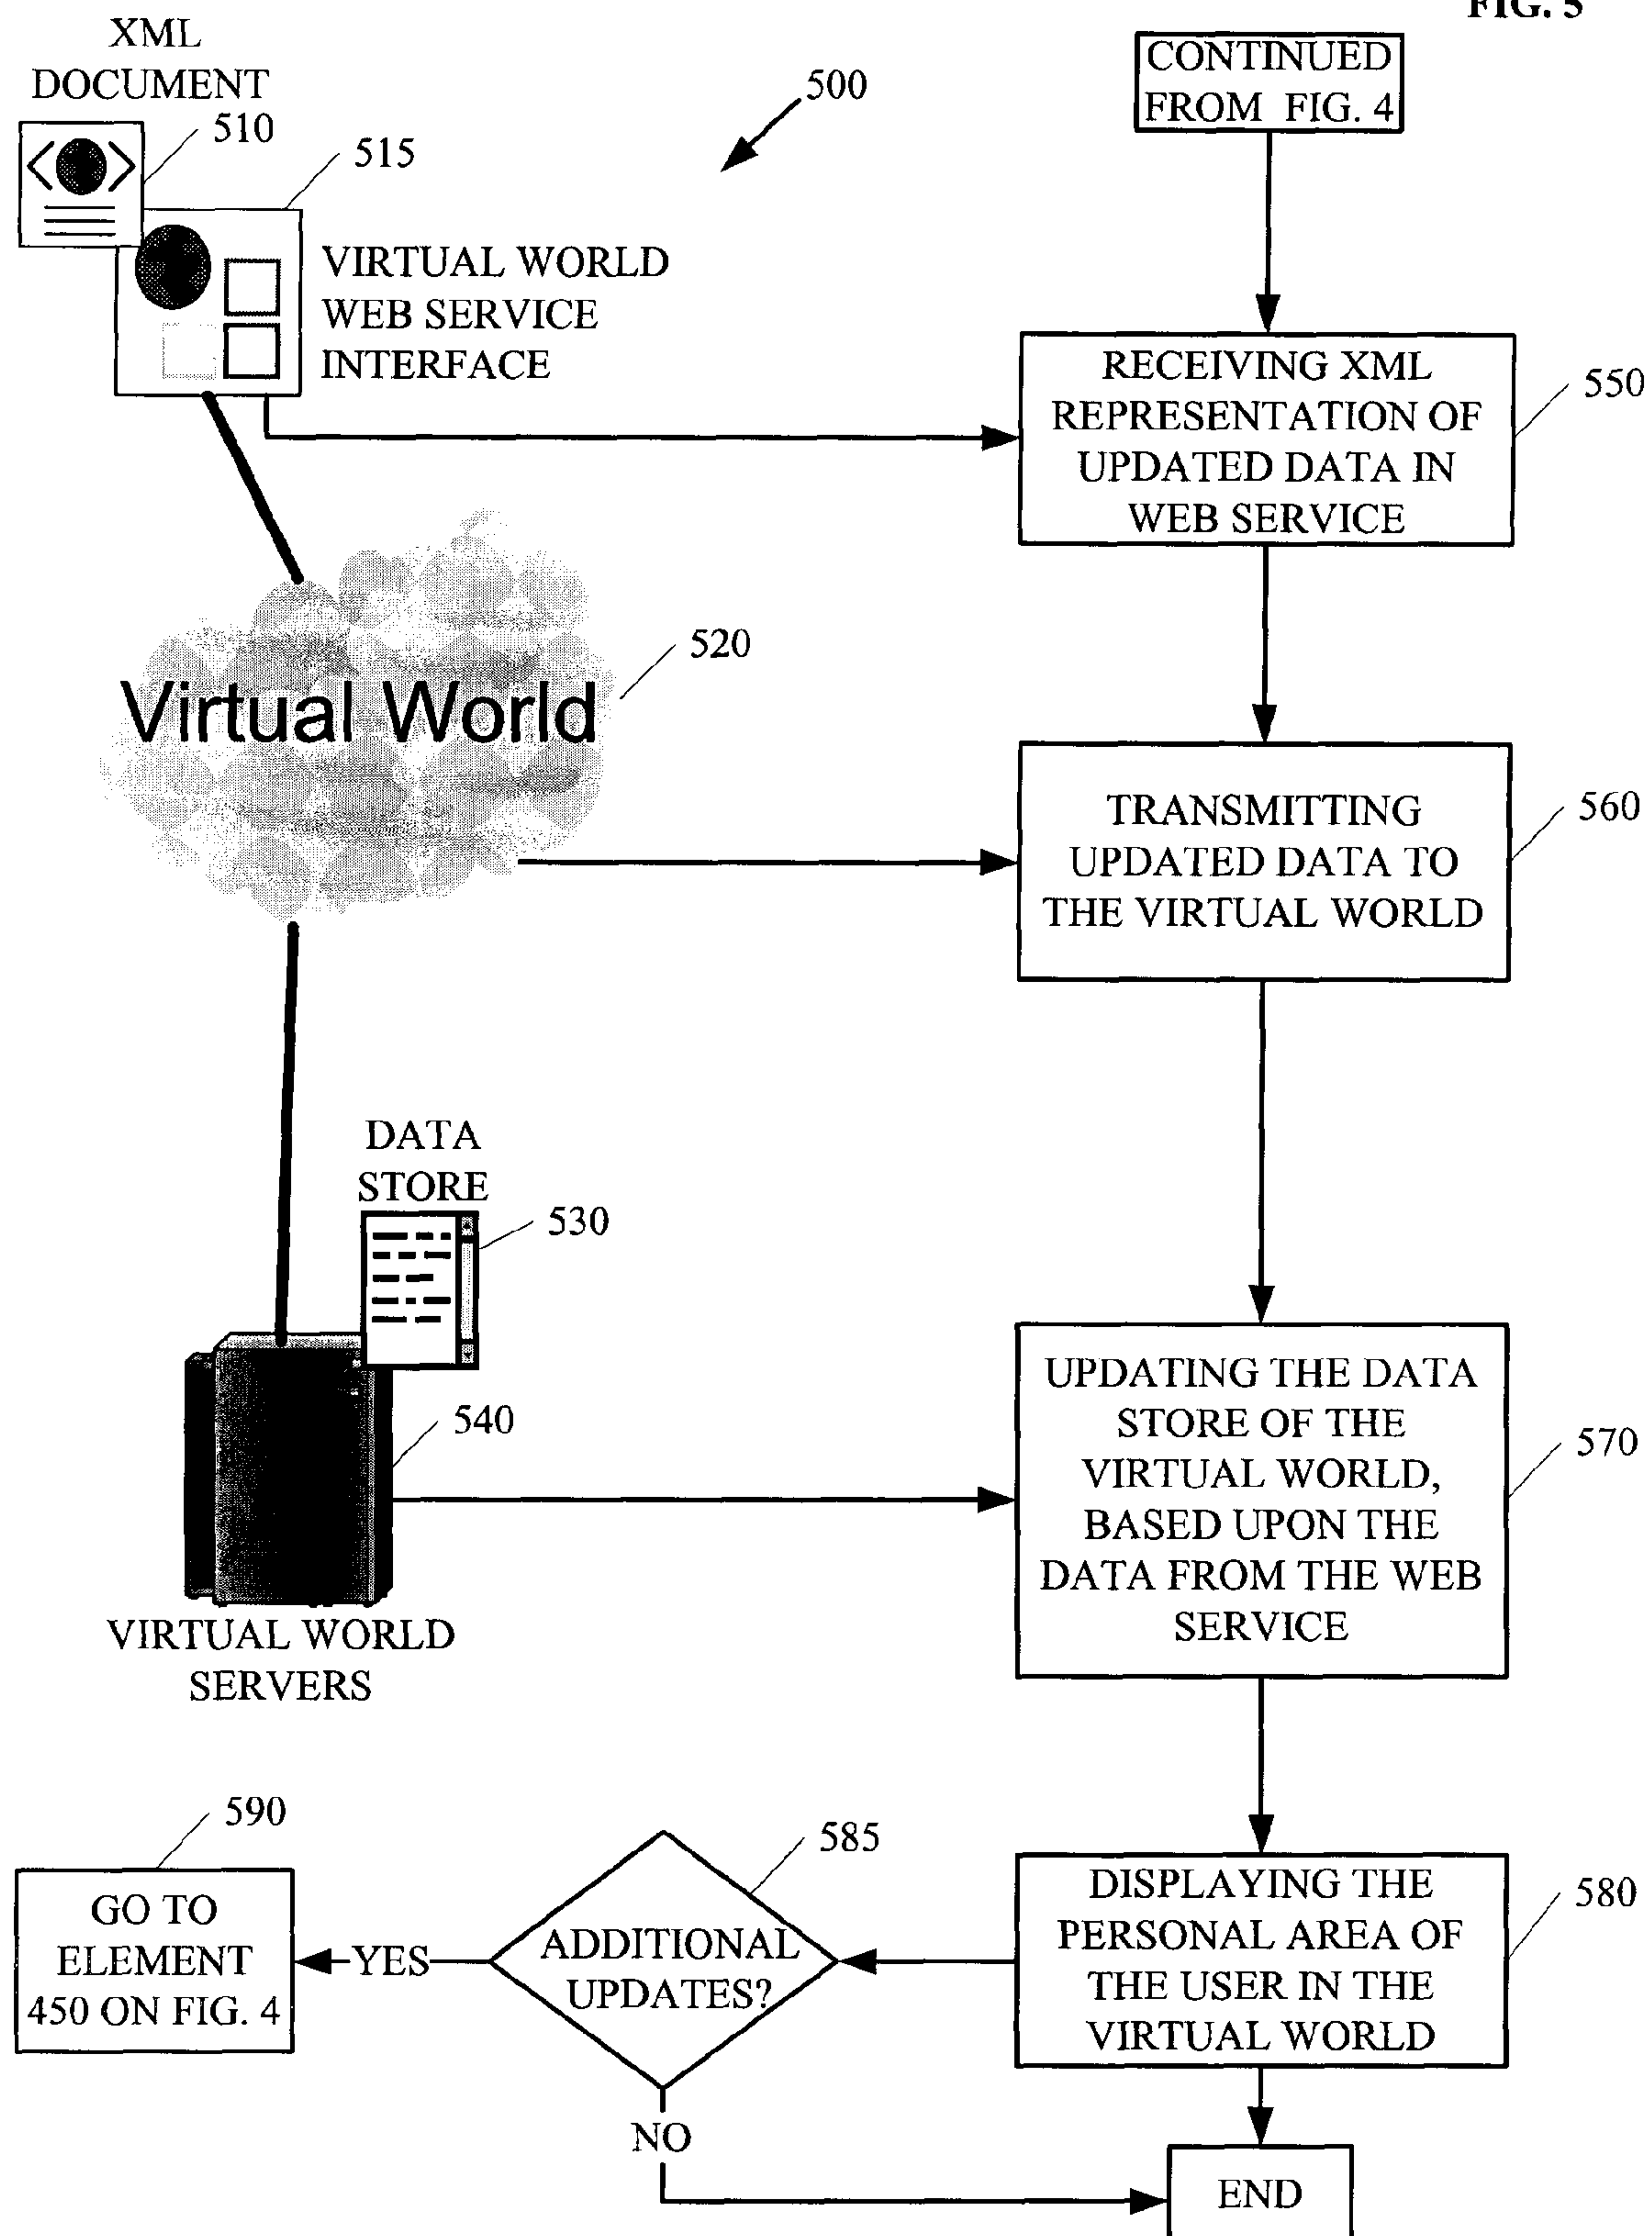 FIG. 5
XML
DOCUMENT
510
515
500
CONTINUED
FROM FIG. 4
VIRTUAL WORLD
WEB SERVICE
INTERFACE
RECEIVING XML
REPRESENTATION OF
UPDATED DATA IN
WEB SERVICE
550
Virtual World
520
TRANSMITTING
UPDATED DATA TO
THE VIRTUAL WORLD
560
DATA
STORE
530
540
VIRTUAL WORLD
SERVERS
UPDATING THE DATA
STORE OF THE
VIRTUAL WORLD,
BASED UPON THE
DATA FROM THE WEB
SERVICE
570
590
GO TO
ELEMENT
450 ON FIG. 4
YES
585
ADDITIONAL
UPDATES?
DISPLAYING THE
PERSONAL AREA OF
THE USER IN THE
VIRTUAL WORLD
580
NO
END